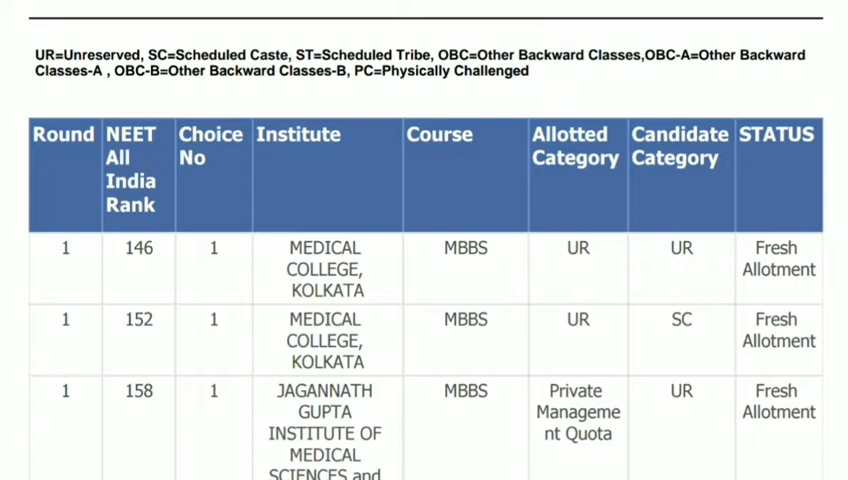 UR=Unreserved, SC=Scheduled Caste, ST=Scheduled Tribe, OBC=Other Backward Classes,OBC-A=Other Backward
Classes-A , OBC-B=Other Backward Classes-B, PC=Physically Challenged
Round NEET All India Rank Choice No Institute Course Allotted Category Candidate Category STATUS
1 146 1 MEDICAL COLLEGE, KOLKATA MBBS UR UR Fresh Allotment
1 152 1 MEDICAL COLLEGE, KOLKATA MBBS UR SC Fresh Allotment
1 158 1 JAGANNATH GUPTA INSTITUTE OF MEDICAL SCIENCES and MBBS Private Manageme nt Quota UR Fresh Allotment